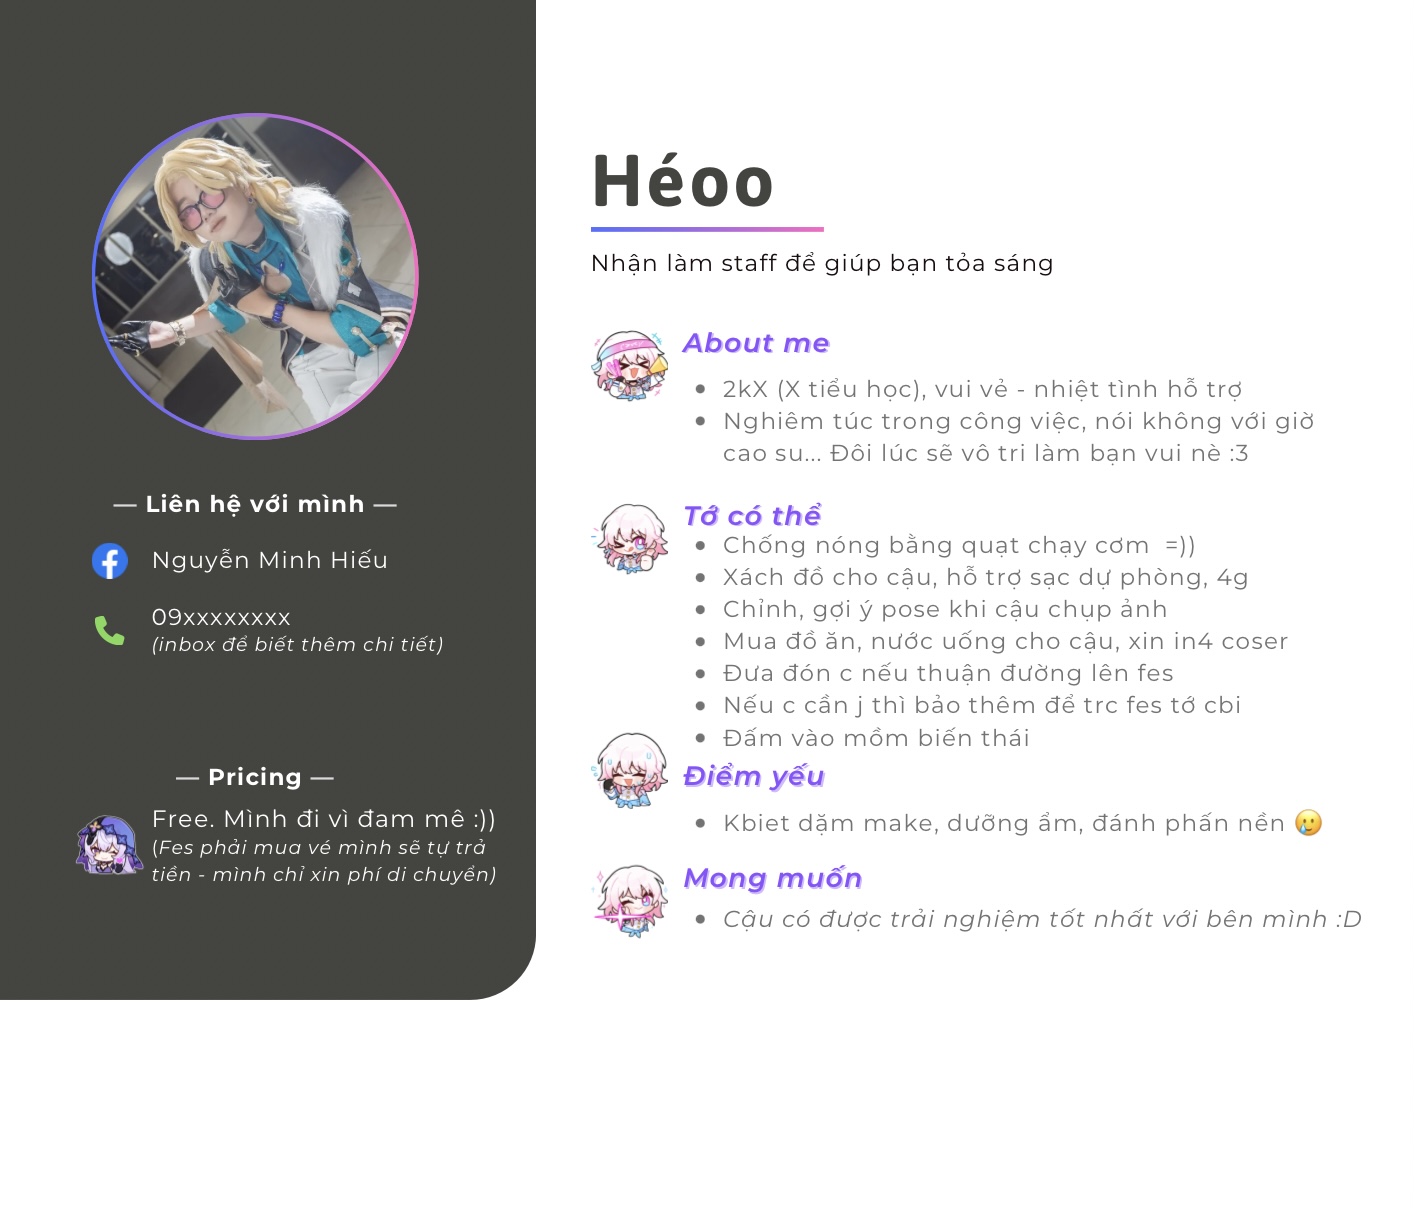 Héoo
Nhận làm staff để giúp bạn tỏa sáng
About me
2kX (X tiểu học), vui vẻ - nhiệt tình hỗ trợ
Nghiêm túc trong công việc, nói không với giờ
cao su... Đôi lúc sẽ vô tri làm bạn vui nè :3
Tớ có thể
Chống nóng bằng quạt chạy cơm =))
Xách đồ cho cậu, hỗ trợ sạc dự phòng, 4g
Chỉnh, gợi ý pose khi cậu chụp ảnh
Mua đồ ăn, nước uống cho cậu, xin in4 coser
Đưa đón c nếu thuận đường lên fes
Nếu c cần j thì bảo thêm để trc fes tớ cbi
Đấm vào mồm biến thái
Điểm yếu
Kbiet dặm make, dưỡng ẩm, đánh phấn nền 🥲
Mong muốn
Cậu có được trải nghiệm tốt nhất với bên mình :D
— Liên hệ với mình —
Nguyễn Minh Hiếu
09xxxxxxxx
(inbox để biết thêm chi tiết)
— Pricing —
Free. Mình đi vì đam mê :))
(Fes phải mua vé mình sẽ tự trả
tiền - mình chỉ xin phí di chuyển)